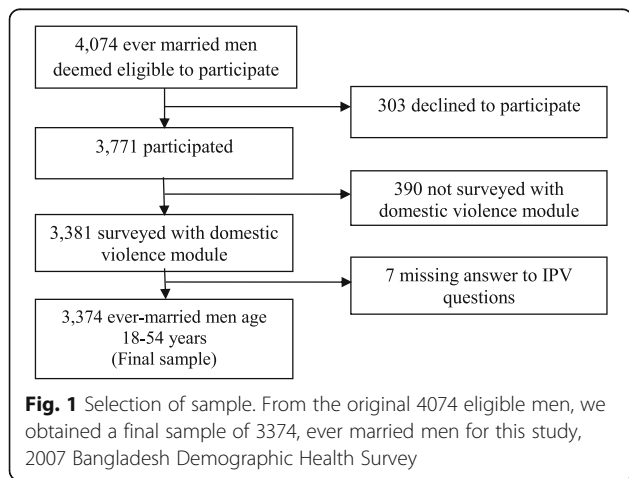 4,074 ever married men
deemed eligible to participate
303 declined to participate
3,771 participated
390 not surveyed with
domestic violence module
3,381 surveyed with domestic
violence module
7 missing answer to IPV
questions
3,374 ever-married men age
18-54 years
(Final sample)
Fig. 1 Selection of sample. From the original 4074 eligible men, we
obtained a final sample of 3374, ever married men for this study,
2007 Bangladesh Demographic Health Survey